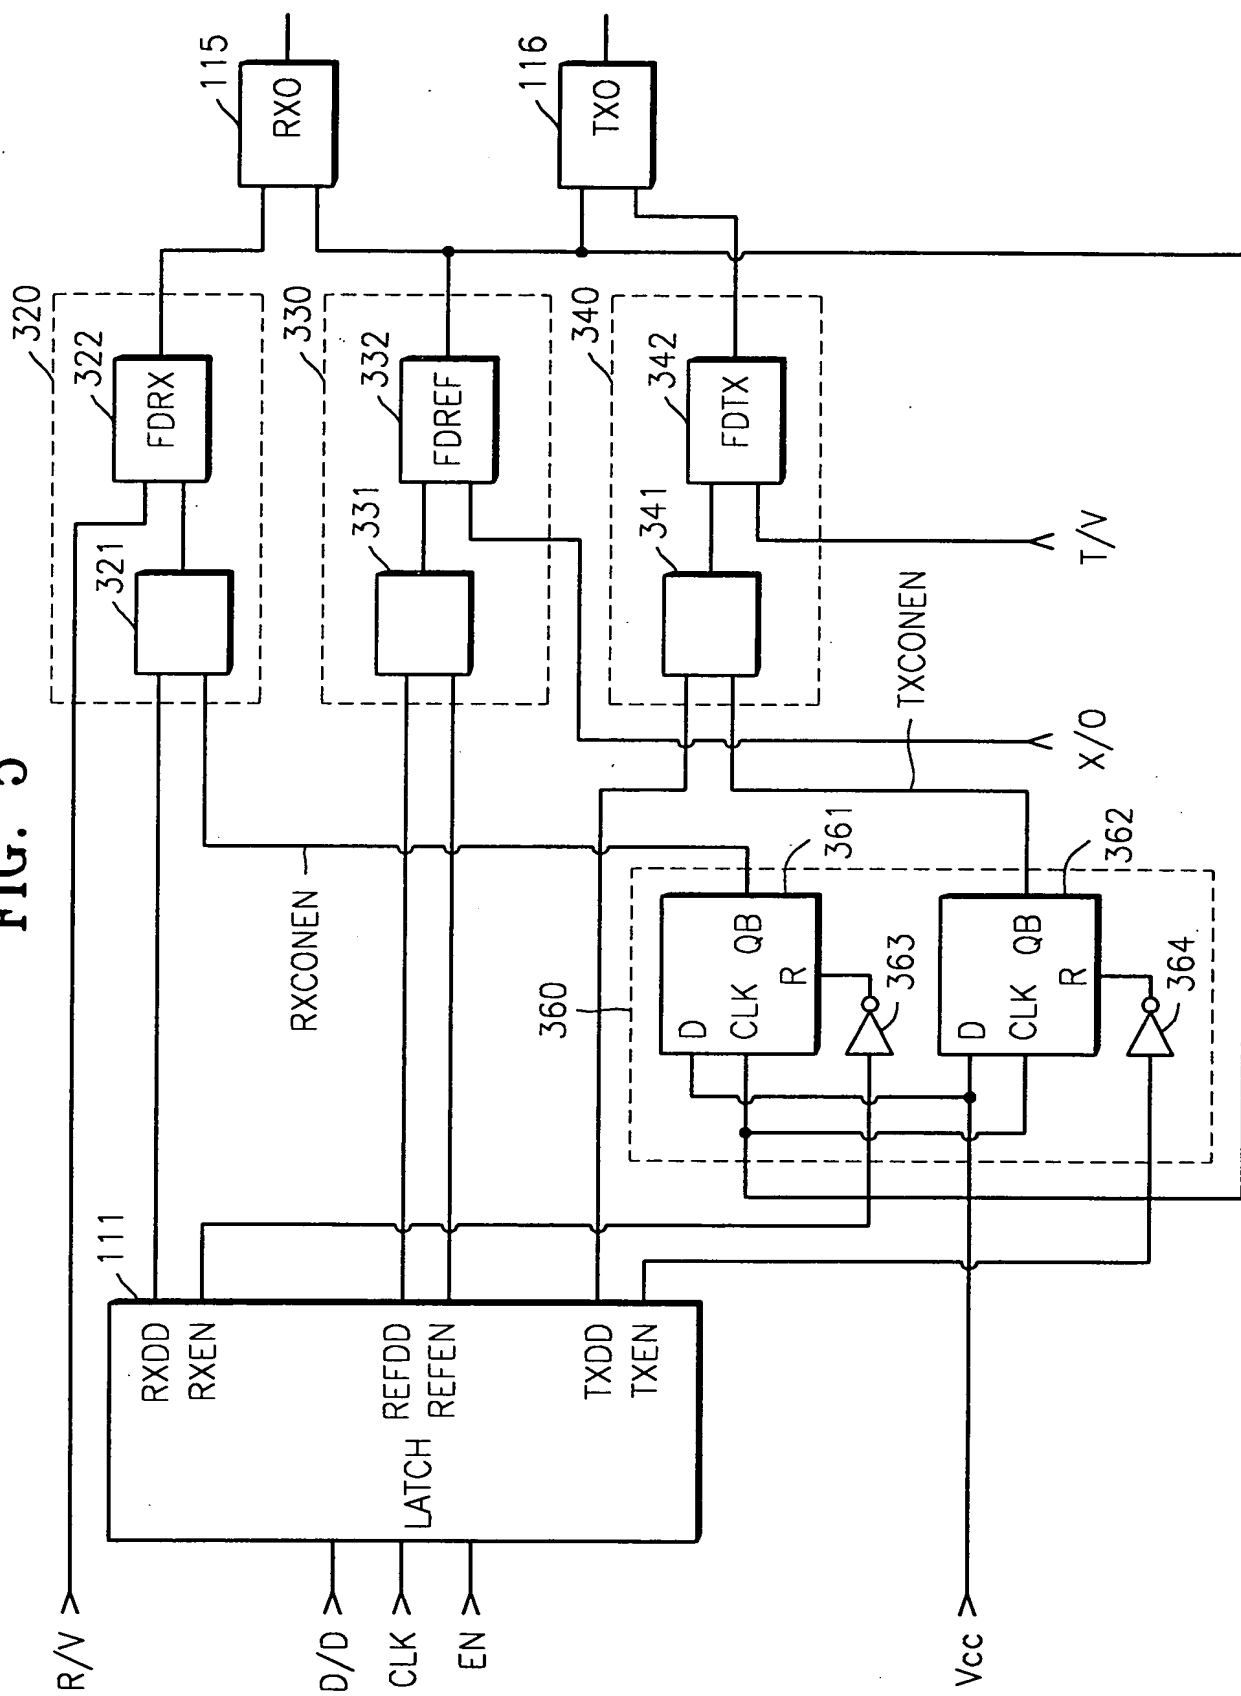 FIG. 5
R/V
D/D
CLK
EN
Vcc
111
RXDD
RXEN
REFDD
REFEN
TXDD
TXEN
LATCH
RXCONEN
320
321
322
FDRX
330
331
332
FDREF
340
341
342
FDTX
115
RXO
116
TXO
TXCONEN
X/O
T/V
360
361
D
CLK
QB
R
363
362
D
CLK
QB
R
364